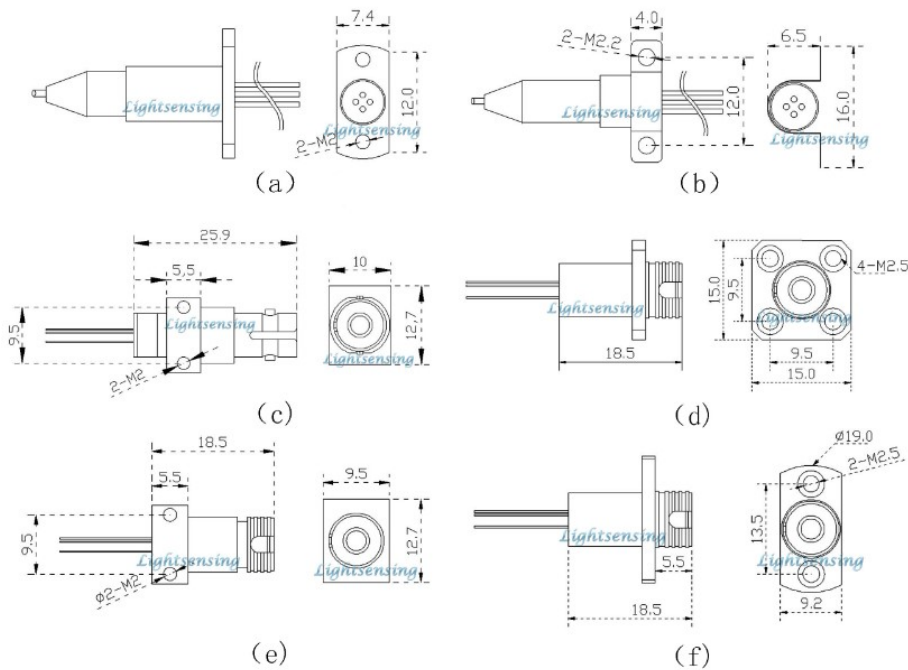 7.4
12.0
2-M2
Lightsensing
Lightsensing
(a)
4.0
2-M2.2
12.0
6.5
16.0
Lightsensing
Lightsensing
(b)
25.9
5,5
9.5
2-M2
10
12,7
Lightsensing
Lightsensing
(c)
15.0
9.5
4-M2.5
18.5
9.5
15.0
Lightsensing
Lightsensing
(d)
18.5
5.5
9.5
ø2-M2
9.5
12.7
Lightsensing
Lightsensing
(e)
ø19.0
2-M2.5
13.5
5.5
18.5
9.2
Lightsensing
Lightsensing
(f)